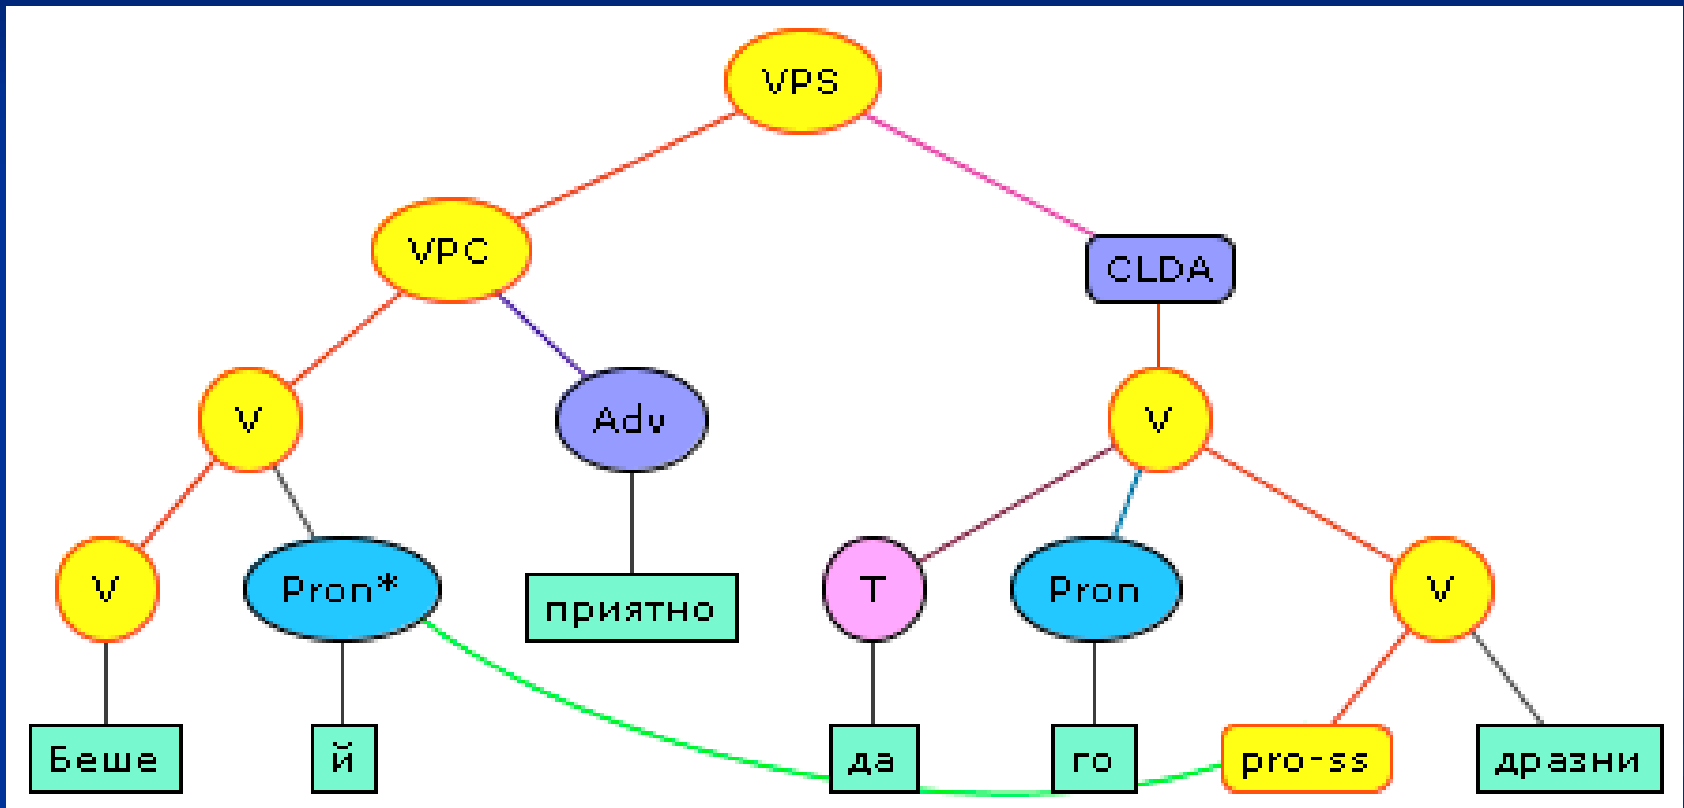 VPS
VPC
CLDA
V Adv V
V Pron* приятно T Pron V
Беше й да го pro-ss дразни